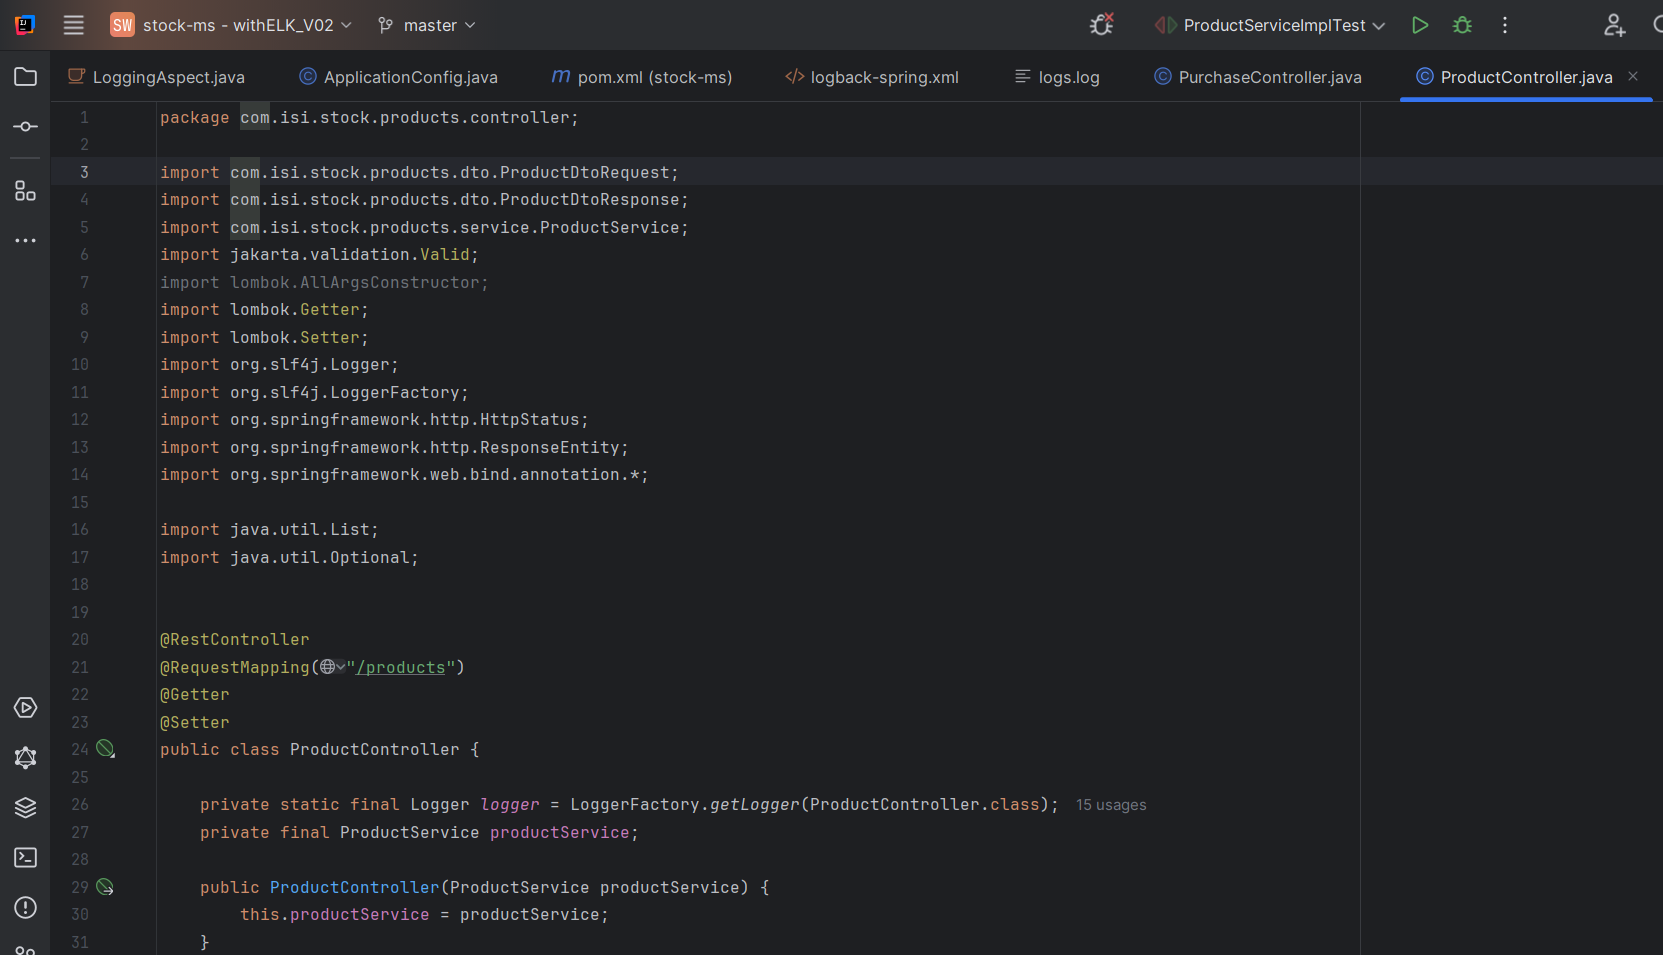 SW stock-ms - withELK_V02 master ProductServiceImplTest
LoggingAspect.java ApplicationConfig.java pom.xml (stock-ms) logback-spring.xml logs.log PurchaseController.java ProductController.java
1 package com.isi.stock.products.controller;
2
3 import com.isi.stock.products.dto.ProductDtoRequest;
4 import com.isi.stock.products.dto.ProductDtoResponse;
5 import com.isi.stock.products.service.ProductService;
6 import jakarta.validation.Valid;
7 import lombok.AllArgsConstructor;
8 import lombok.Getter;
9 import lombok.Setter;
10 import org.slf4j.Logger;
11 import org.slf4j.LoggerFactory;
12 import org.springframework.http.HttpStatus;
13 import org.springframework.http.ResponseEntity;
14 import org.springframework.web.bind.annotation.*;
15
16 import java.util.List;
17 import java.util.Optional;
18
19
20 @RestController
21 @RequestMapping("/products")
22 @Getter
23 @Setter
24 public class ProductController {
25
26 private static final Logger logger = LoggerFactory.getLogger(ProductController.class); 15 usages
27 private final ProductService productService;
28
29 public ProductController(ProductService productService) {
30 this.productService = productService;
31 }